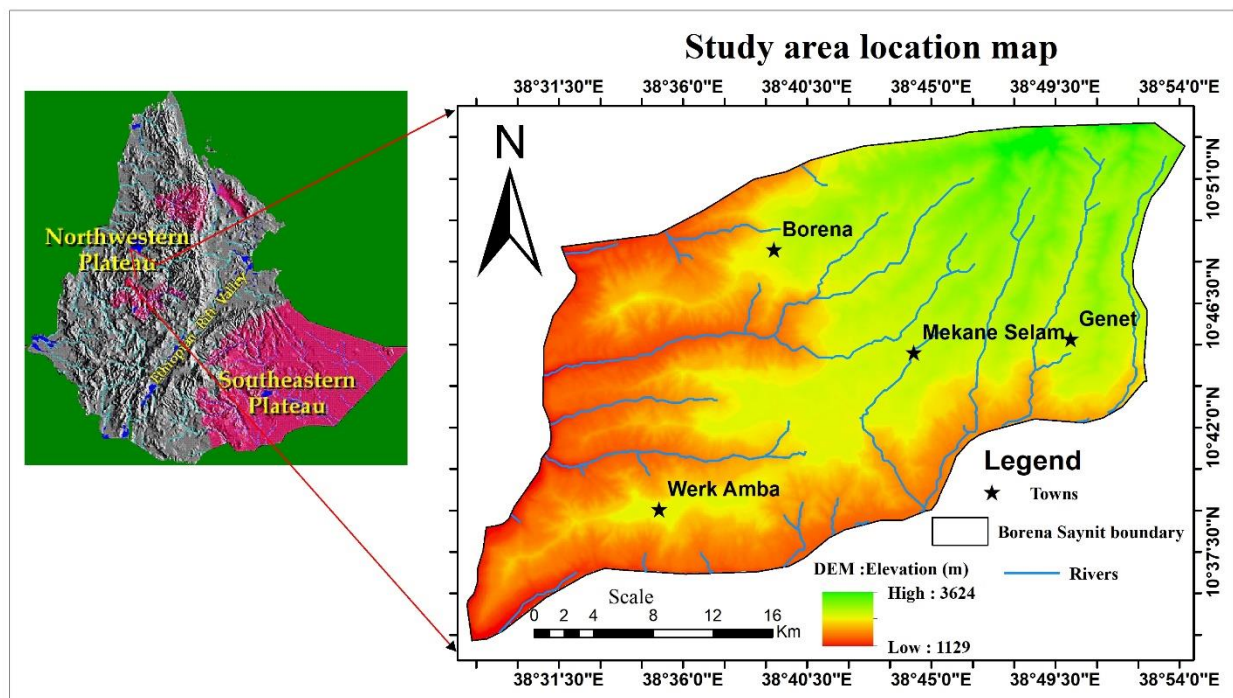 Study area location map
38°31'30"E 38°36'0"E 38°40'30"E 38°45'0"E 38°49'30"E 38°54'0"E
N
Northwestern
Plateau
Ethiopian Rift Valley
Southeastern
Plateau
Borena
Mekane Selam
Genet
Werk Amba
10°51'0"N
10°46'30"N
10°42'0"N
10°37'30"N
Legend
Towns
Borena Saynit boundary
Rivers
DEM :Elevation (m)
High : 3624
Low : 1129
Scale
0 2 4 8 12 16
Km
38°31'30"E 38°36'0"E 38°40'30"E 38°45'0"E 38°49'30"E 38°54'0"E